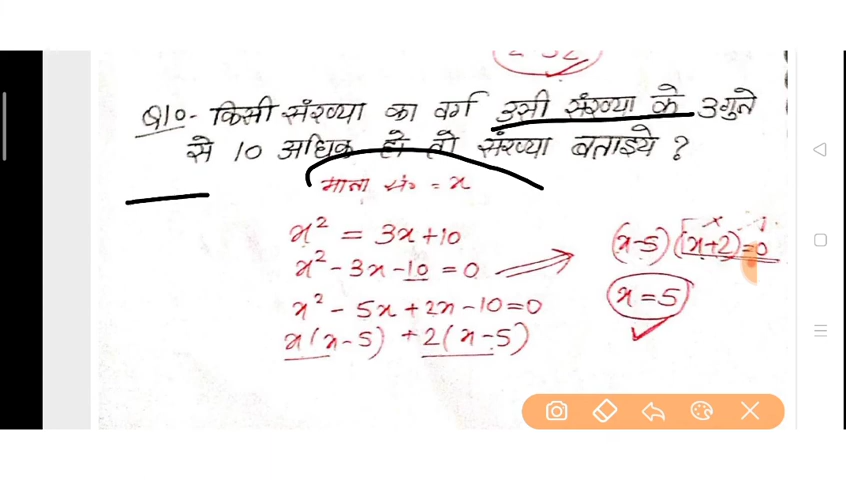 Q10- किसी संख्या का वर्ग उसी संख्या के 3गुने
से 10 अधिक हो तो संख्या बताइये ?
माना सं० = x
x² = 3x+10
x² - 3x - 10 = 0
x² - 5x + 2x - 10 = 0
x(x-5) + 2(x-5)
(x-5)(x+2)=0
x = 5